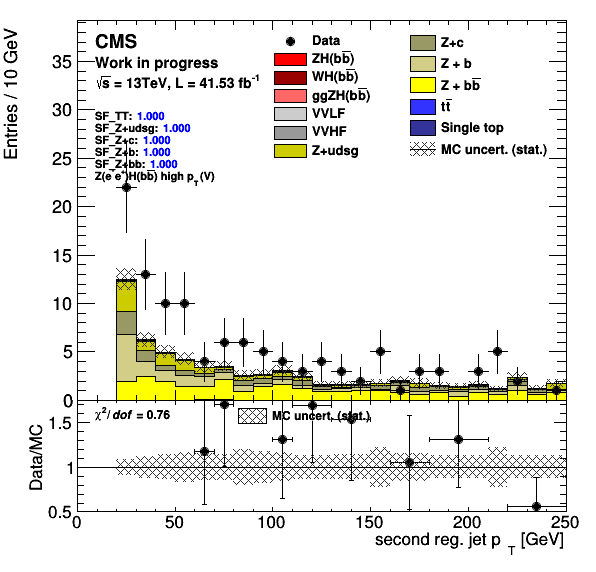 CMS
Work in progress
√s = 13TeV, L = 41.53 fb⁻¹
SF_TT: 1.000
SF_Z+udsg: 1.000
SF_Z+c: 1.000
SF_Z+b: 1.000
SF_Z+bb: 1.000
Z(e⁻e⁺)H(bb̅) high p_T(V)
Data
ZH(bb̅)
WH(bb̅)
ggZH(bb̅)
VVLF
VVHF
Z+udsg
Z+c
Z + b
Z + bb̅
tt̅
Single top
MC uncert. (stat.)
Entries / 10 GeV
35
30
25
20
15
10
5
0
χ²/ dof = 0.76
MC uncert. (stat.)
Data/MC
1.5
1
0.5
0 50 100 150 200 250
second reg. jet p_T [GeV]